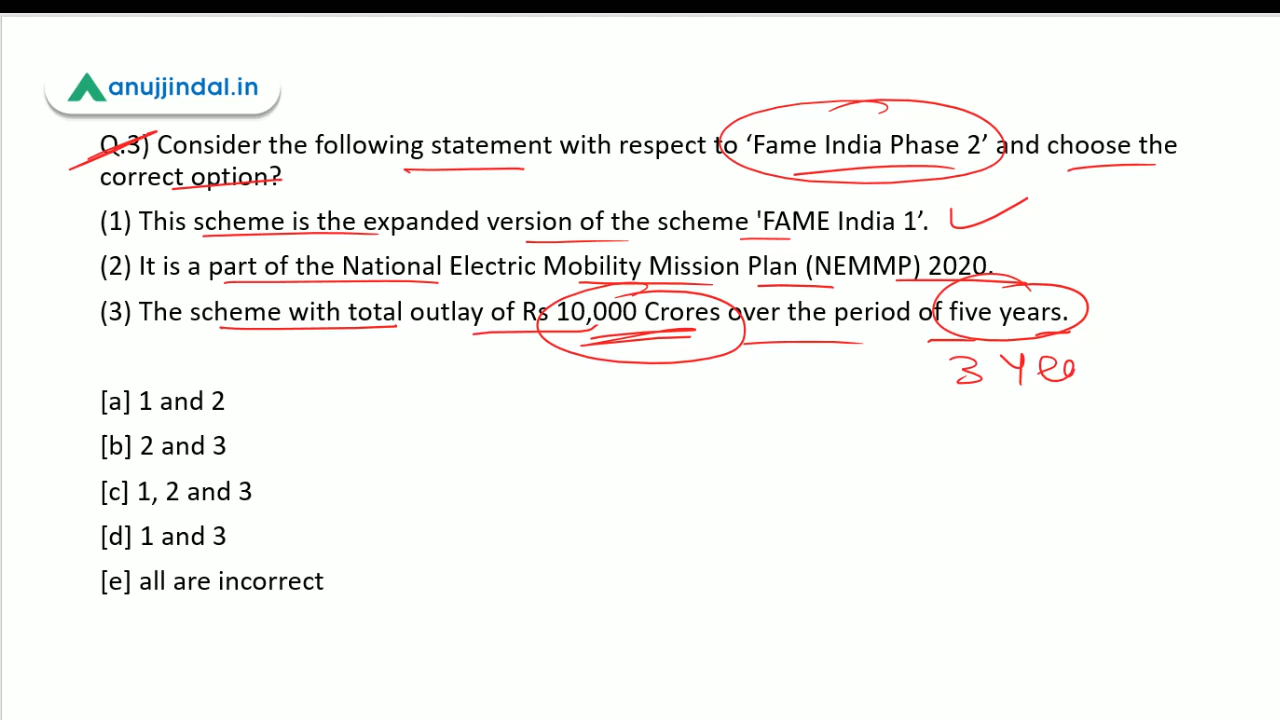 anujjindal.in
Q.3) Consider the following statement with respect to ‘Fame India Phase 2’ and choose the
correct option?
(1) This scheme is the expanded version of the scheme 'FAME India 1’.
(2) It is a part of the National Electric Mobility Mission Plan (NEMMP) 2020.
(3) The scheme with total outlay of Rs 10,000 Crores over the period of five years.
3 Yea
[a] 1 and 2
[b] 2 and 3
[c] 1, 2 and 3
[d] 1 and 3
[e] all are incorrect